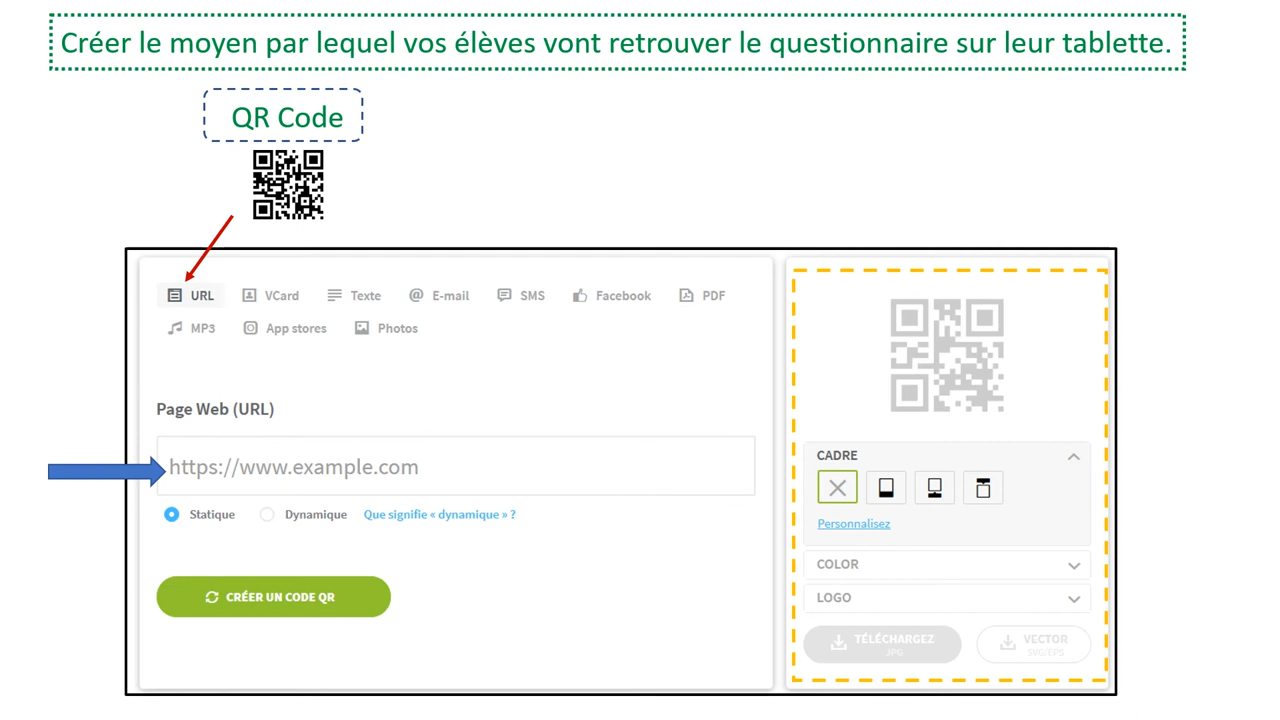 Créer le moyen par lequel vos élèves vont retrouver le questionnaire sur leur tablette.
QR Code
URL VCard Texte E-mail SMS Facebook PDF
MP3 App stores Photos
Page Web (URL)
https://www.example.com
Statique Dynamique Que signifie « dynamique » ?
CRÉER UN CODE QR
CADRE
Personnalisez
COLOR
LOGO
TÉLÉCHARGEZ
JPG
VECTOR
SVG/EPS